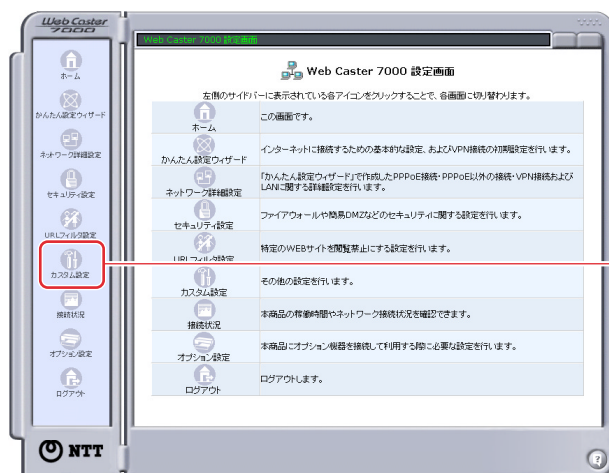 Web Caster
7000
Web Caster 7000 設定画面
ホーム
かんたん設定ウィザード
ネットワーク詳細設定
セキュリティ設定
URLフィルタ設定
カスタム設定
接続状況
オプション設定
ログアウト
NTT
Web Caster 7000 設定画面
左側のサイドバーに表示されている各アイコンをクリックすることで、各画面に切り替わります。
ホーム
この画面です。
かんたん設定ウィザード
インターネットに接続するための基本的な設定、およびVPN接続の初期設定を行います。
ネットワーク詳細設定
「かんたん設定ウィザード」で作成したPPPoE接続・PPPoE以外の接続・VPN接続および
LANに関する詳細設定を行います。
セキュリティ設定
ファイアウォールや簡易DMZなどのセキュリティに関する設定を行います。
URLフィルタ設定
特定のWEBサイトを閲覧禁止にする設定を行います。
カスタム設定
その他の設定を行います。
接続状況
本商品の稼働時間やネットワーク接続状況を確認できます。
オプション設定
本商品にオプション機器を接続して利用する際に必要な設定を行います。
ログアウト
ログアウトします。
?